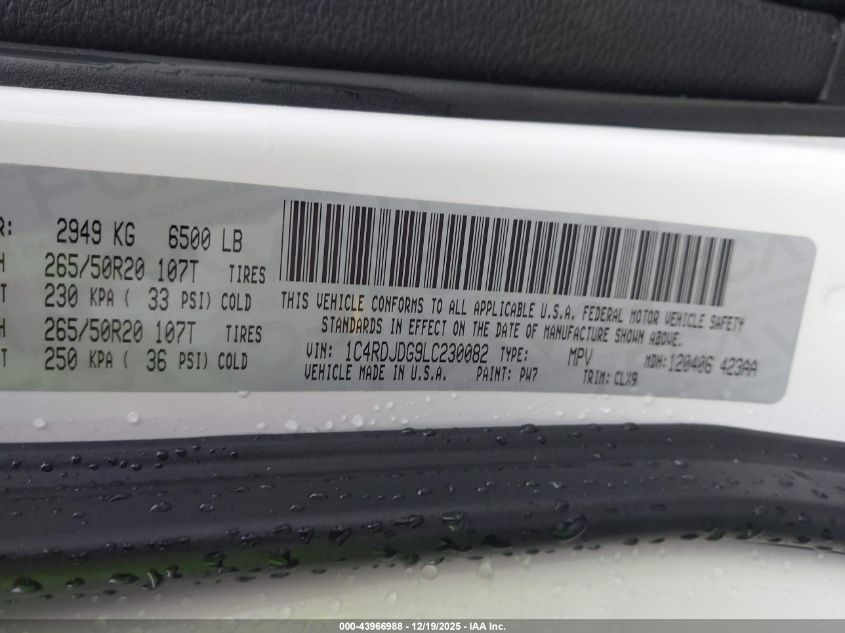 R: 2949 KG 6500 LB
H 265/50R20 107T TIRES
T 230 KPA ( 33 PSI) COLD
H 265/50R20 107T TIRES
T 250 KPA ( 36 PSI) COLD
THIS VEHICLE CONFORMS TO ALL APPLICABLE U.S.A. FEDERAL MOTOR VEHICLE SAFETY
STANDARDS IN EFFECT ON THE DATE OF MANUFACTURE SHOWN ABOVE.
VIN: 1C4RDJDG9LC230082 TYPE: MPV MDH:120406 423AA
VEHICLE MADE IN U.S.A. PAINT: PW7 TRIM: CLX9
000-43966988 - 12/19/2025 - IAA Inc.